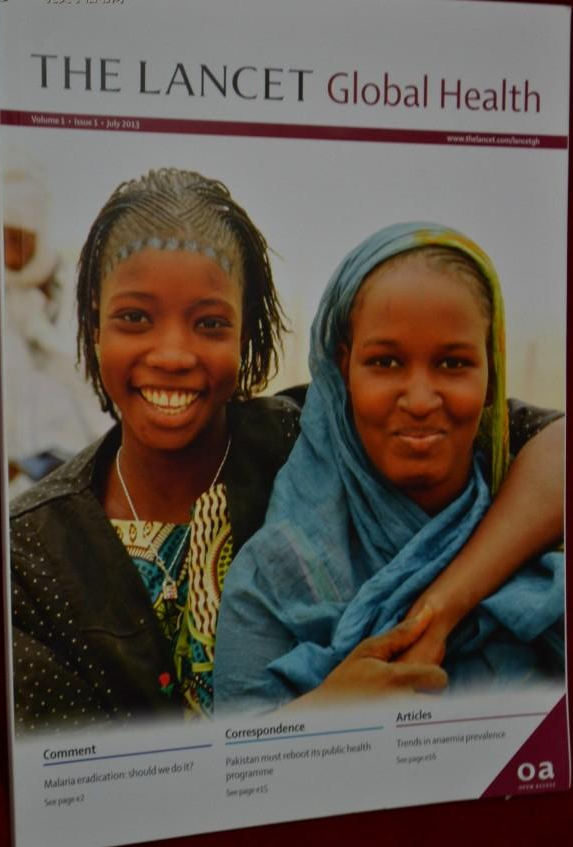 THE LANCET Global Health
Volume 1 • Issue 1 • July 2013
www.thelancet.com/lancetgh
Comment
Malaria eradication: should we do it?
See page e2
Correspondence
Pakistan must reboot its public health
programme
See page e15
Articles
Trends in anaemia prevalence
See page e16
oa
OPEN ACCESS